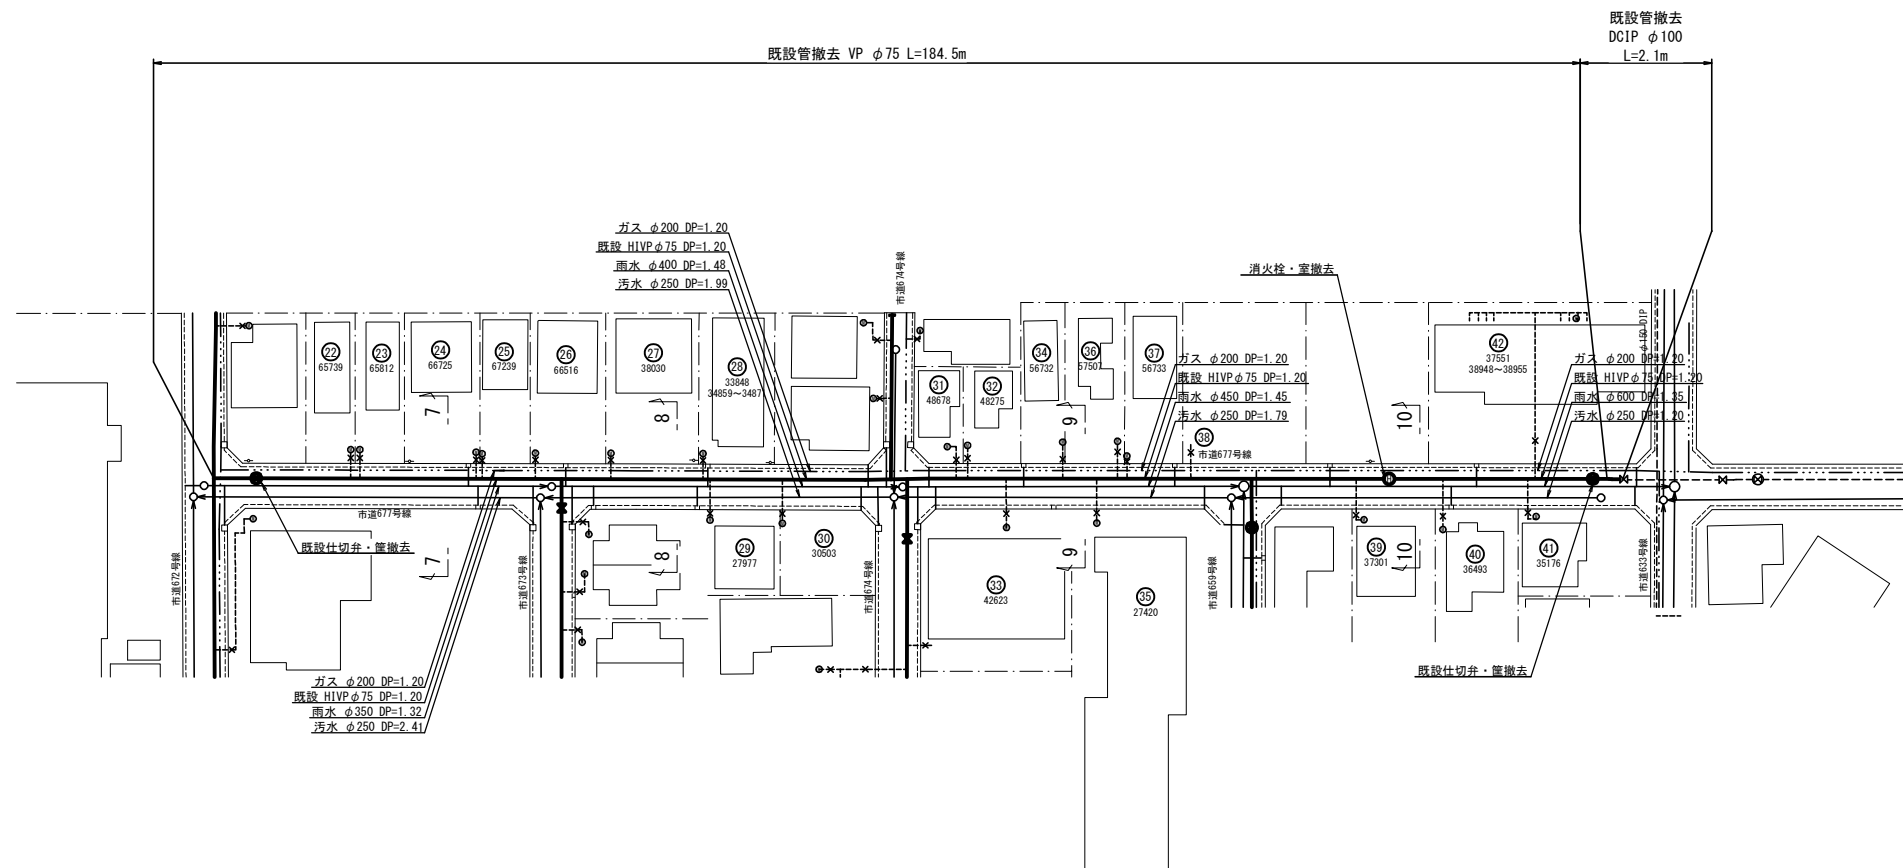 既設管撤去 VP φ75 L=184.5m
既設管撤去
DCIP φ100
L=2.1m
ガス φ200 DP=1.20
既設 HIVPφ75 DP=1.20
雨水 φ400 DP=1.48
汚水 φ250 DP=1.99
市道674号線
消火栓・室撤去
φ150 DIP
22
65739
23
65812
24
66725
25
67239
26
66516
27
38030
28
33848
34859～3487
31
48678
32
48275
34
56732
36
57507
37
56733
ガス φ200 DP=1.20
既設 HIVPφ75 DP=1.20
雨水 φ450 DP=1.45
汚水 φ250 DP=1.79
42
37551
38948～38955
ガス φ200 DP=1.20
既設 HIVPφ75 DP=1.20
雨水 φ600 DP=1.35
汚水 φ250 DP=1.20
7
8
9
10
38
市道677号線
市道677号線
既設仕切弁・筐撤去
市道672号線
7
市道673号線
8
29
27977
30
30503
市道674号線
33
42623
9
35
27420
市道659号線
39
37301
10
40
36493
41
35176
市道633号線
既設仕切弁・筐撤去
ガス φ200 DP=1.20
既設 HIVPφ75 DP=1.20
雨水 φ350 DP=1.32
汚水 φ250 DP=2.41